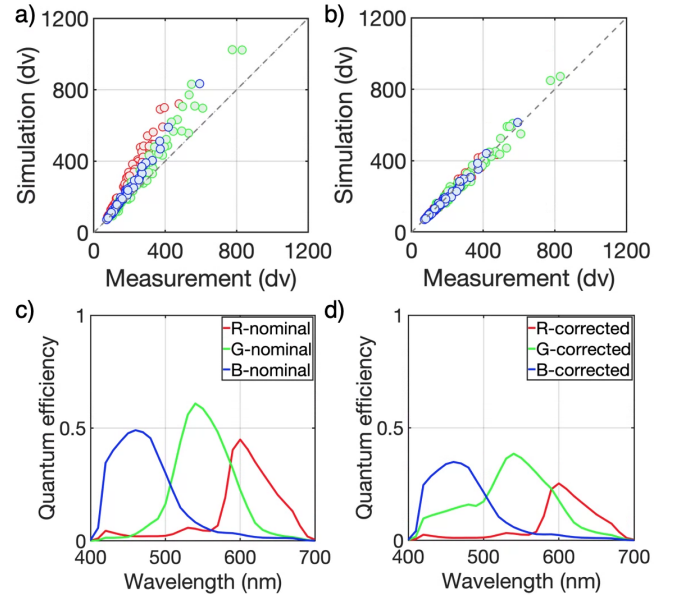 a)
b)
1200
800
400
0
Simulation (dv)
0 400 800 1200
Measurement (dv)
1200
800
400
0
Simulation (dv)
0 400 800 1200
Measurement (dv)
c)
d)
1
0.5
0
Quantum efficiency
R-nominal
G-nominal
B-nominal
400 500 600 700
Wavelength (nm)
1
0.5
0
Quantum efficiency
R-corrected
G-corrected
B-corrected
400 500 600 700
Wavelength (nm)